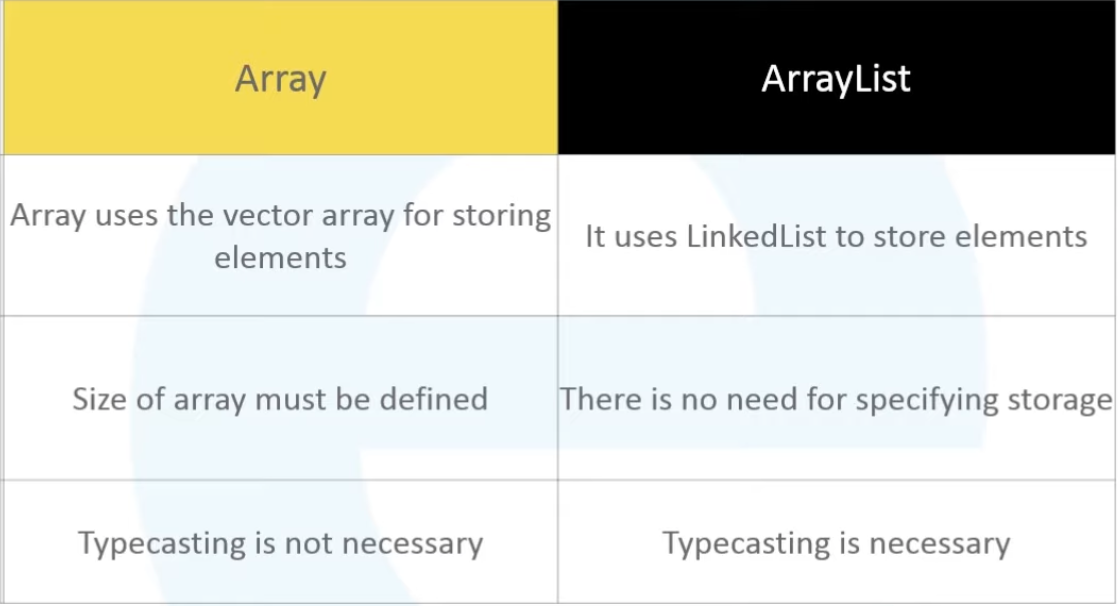 Array
ArrayList
Array uses the vector array for storing
elements
It uses LinkedList to store elements
Size of array must be defined
There is no need for specifying storage
Typecasting is not necessary
Typecasting is necessary